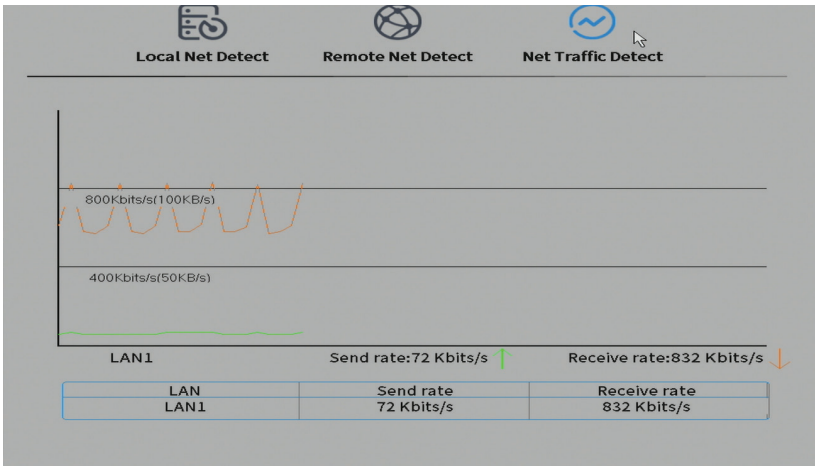 Local Net Detect Remote Net Detect Net Traffic Detect
800Kbits/s(100KB/s)
400Kbits/s(50KB/s)
LAN1 Send rate:72 Kbits/s Receive rate:832 Kbits/s
LAN Send rate Receive rate
LAN1 72 Kbits/s 832 Kbits/s